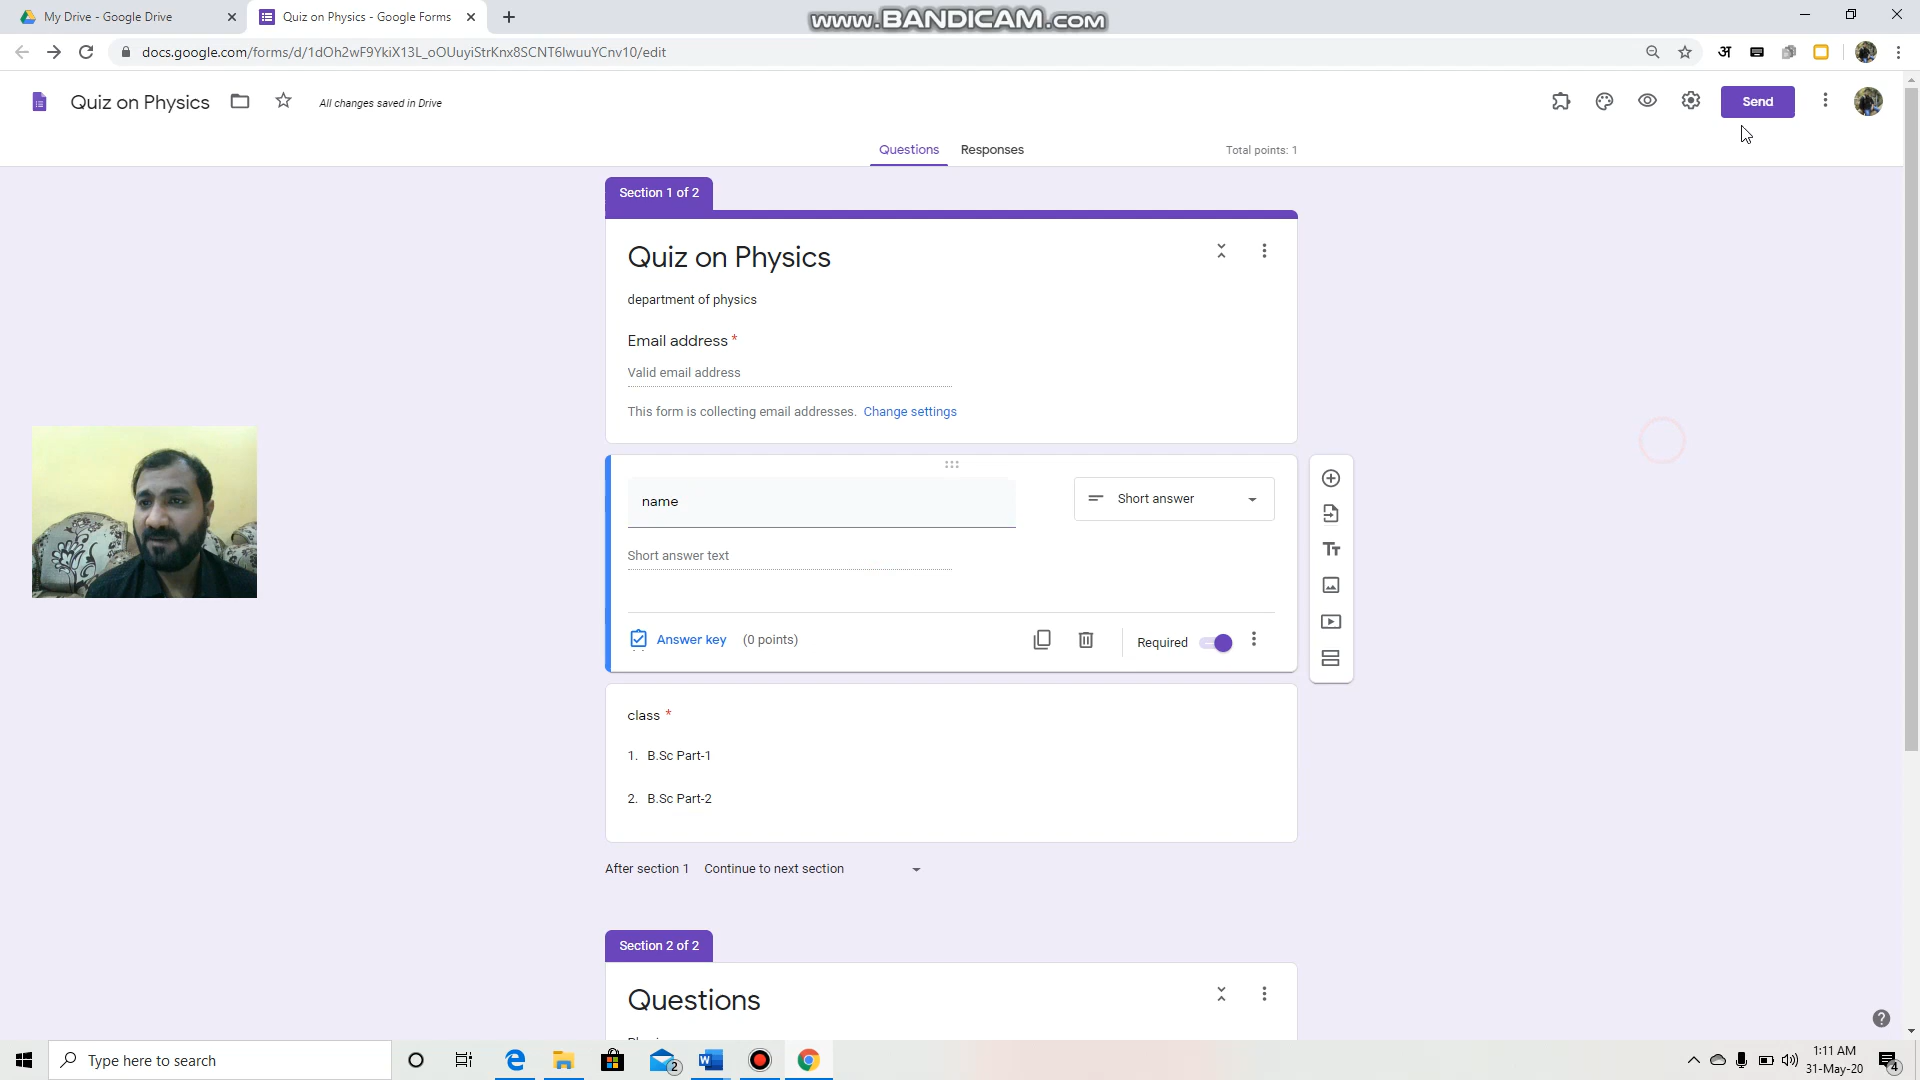 My Drive - Google Drive
Quiz on Physics - Google Forms
www.BANDICAM.com
docs.google.com/forms/d/1dOh2wF9YkiX13L_oOUuyiStrKnx8SCNT6IwuuYCnv10/edit
अ
Quiz on Physics
All changes saved in Drive
Send
Questions
Responses
Total points: 1
Section 1 of 2
Quiz on Physics
department of physics
Email address *
Valid email address
This form is collecting email addresses. Change settings
name
Short answer
Short answer text
Answer key (0 points)
Required
class *
1. B.Sc Part-1
2. B.Sc Part-2
After section 1 Continue to next section
Section 2 of 2
Questions
Type here to search
2
1:11 AM
31-May-20
4